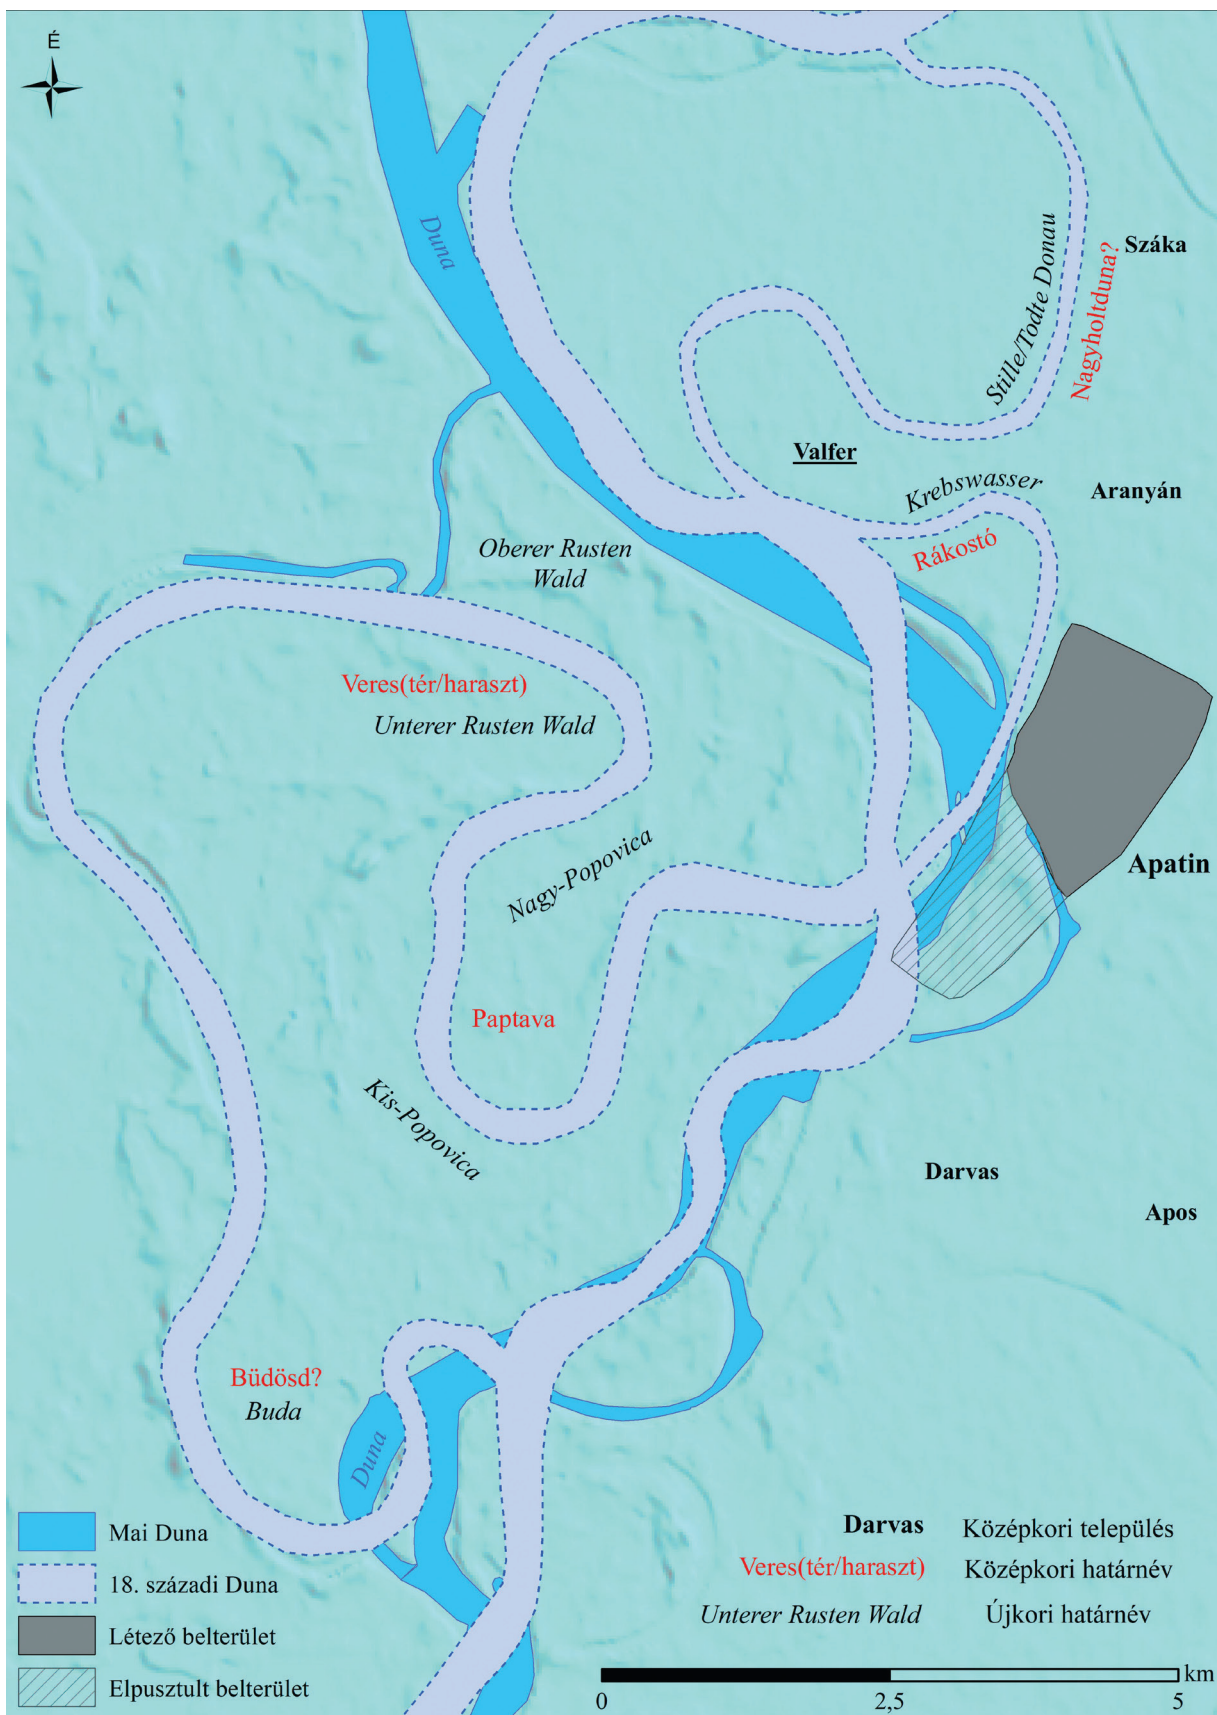 É
Duna
Száka
Stille/Todte Donau
Nagyholtduna?
Valfer
Krebswasser
Aranyán
Rákostó
Oberer Rusten
Wald
Veres(tér/haraszt)
Unterer Rusten Wald
Nagy-Popovica
Apatin
Paptava
Kis-Popovica
Darvas
Apos
Büdösd?
Buda
Duna
Mai Duna
18. századi Duna
Létező belterület
Elpusztult belterület
Darvas Középkori település
Veres(tér/haraszt) Középkori határnév
Unterer Rusten Wald Újkori határnév
km
0 2,5 5